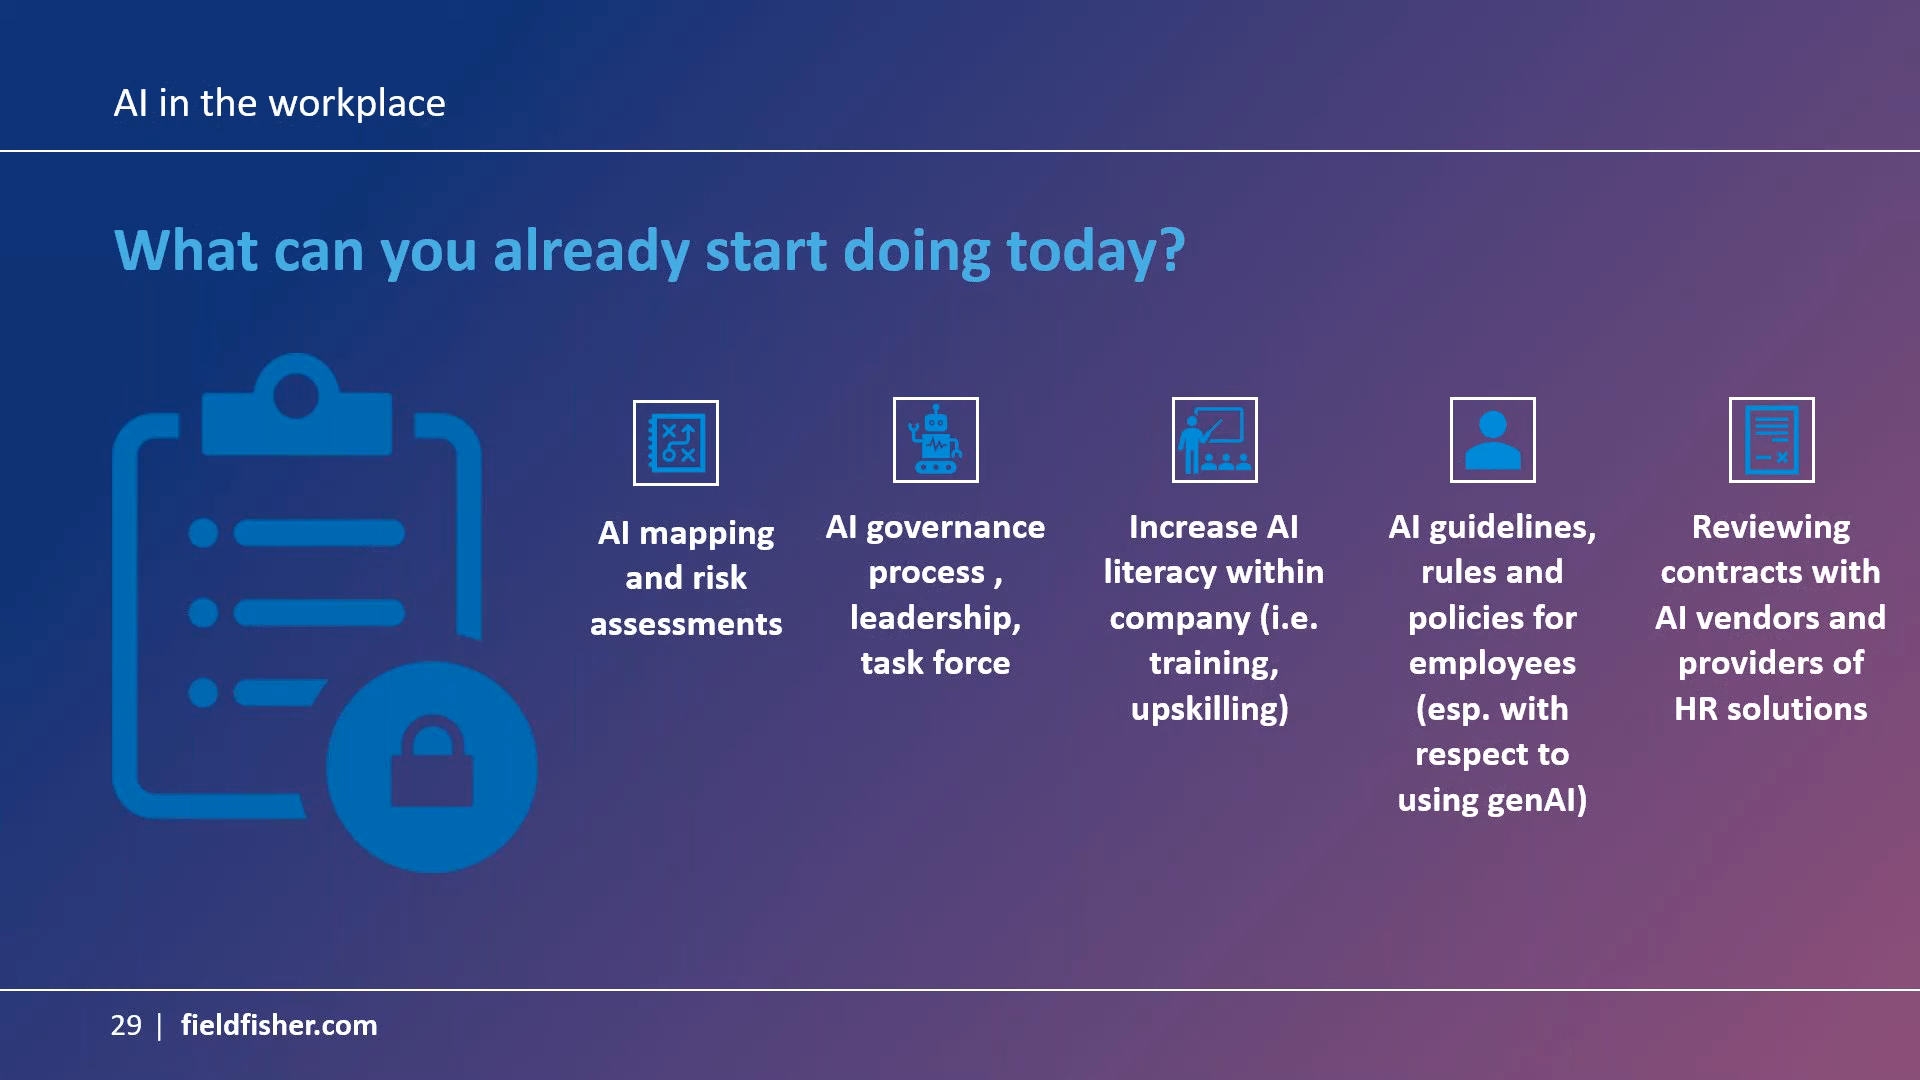 AI in the workplace
What can you already start doing today?
AI mapping
and risk
assessments
AI governance
process ,
leadership,
task force
Increase AI
literacy within
company (i.e.
training,
upskilling)
AI guidelines,
rules and
policies for
employees
(esp. with
respect to
using genAI)
Reviewing
contracts with
AI vendors and
providers of
HR solutions
29 | fieldfisher.com